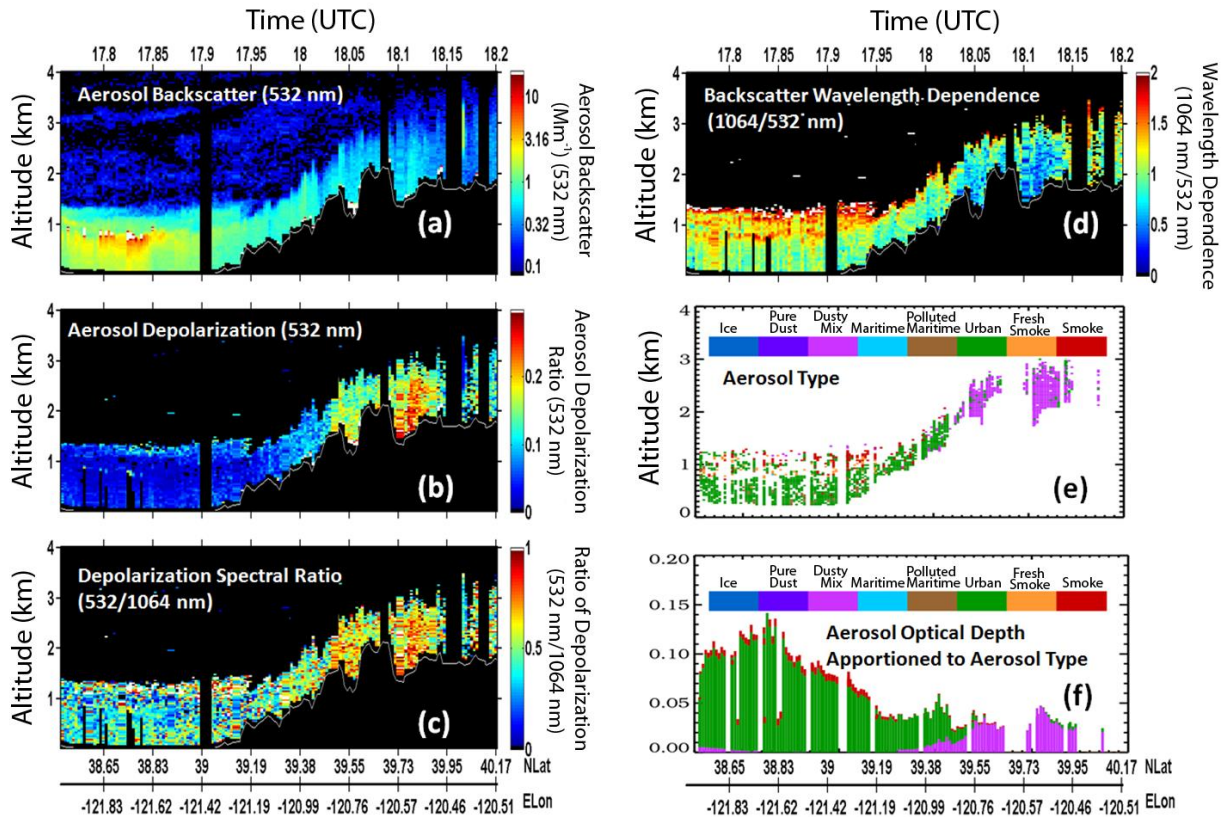 Time (UTC)
17.8 17.85 17.9 17.95 18 18.05 18.1 18.15 18.2
Altitude (km)
4
3
2
1
Aerosol Backscatter (532 nm)
(a)
10
3.16
1
0.32
0.1
Aerosol Backscatter
(Mm⁻¹) (532 nm)
Altitude (km)
4
3
2
1
Aerosol Depolarization (532 nm)
(b)
0.2
0.1
0
Aerosol Depolarization
Ratio (532 nm)
Altitude (km)
4
3
2
1
Depolarization Spectral Ratio
(532/1064 nm)
(c)
1
0.5
0
Ratio of Depolarization
(532 nm/1064 nm)
38.65 38.83 39 39.19 39.39 39.55 39.73 39.95 40.17 NLat
-121.83 -121.62 -121.42 -121.19 -120.99 -120.76 -120.57 -120.46 -120.51 ELon
Time (UTC)
17.8 17.85 17.9 17.95 18 18.05 18.1 18.15 18.2
Altitude (km)
4
3
2
1
Backscatter Wavelength Dependence
(1064/532 nm)
(d)
2
1.5
1
0.5
0
Wavelength Dependence
(1064 nm/532 nm)
Altitude (km)
4
3
2
1
0
Ice Pure Dust Dusty Mix Maritime Polluted Maritime Urban Fresh Smoke Smoke
Aerosol Type
(e)
0.20
0.15
0.10
0.05
0.00
Ice Pure Dust Dusty Mix Maritime Polluted Maritime Urban Fresh Smoke Smoke
Aerosol Optical Depth
Apportioned to Aerosol Type
(f)
38.65 38.83 39 39.19 39.39 39.55 39.73 39.95 40.17 NLat
-121.83 -121.62 -121.42 -121.19 -120.99 -120.76 -120.57 -120.46 -120.51 ELon